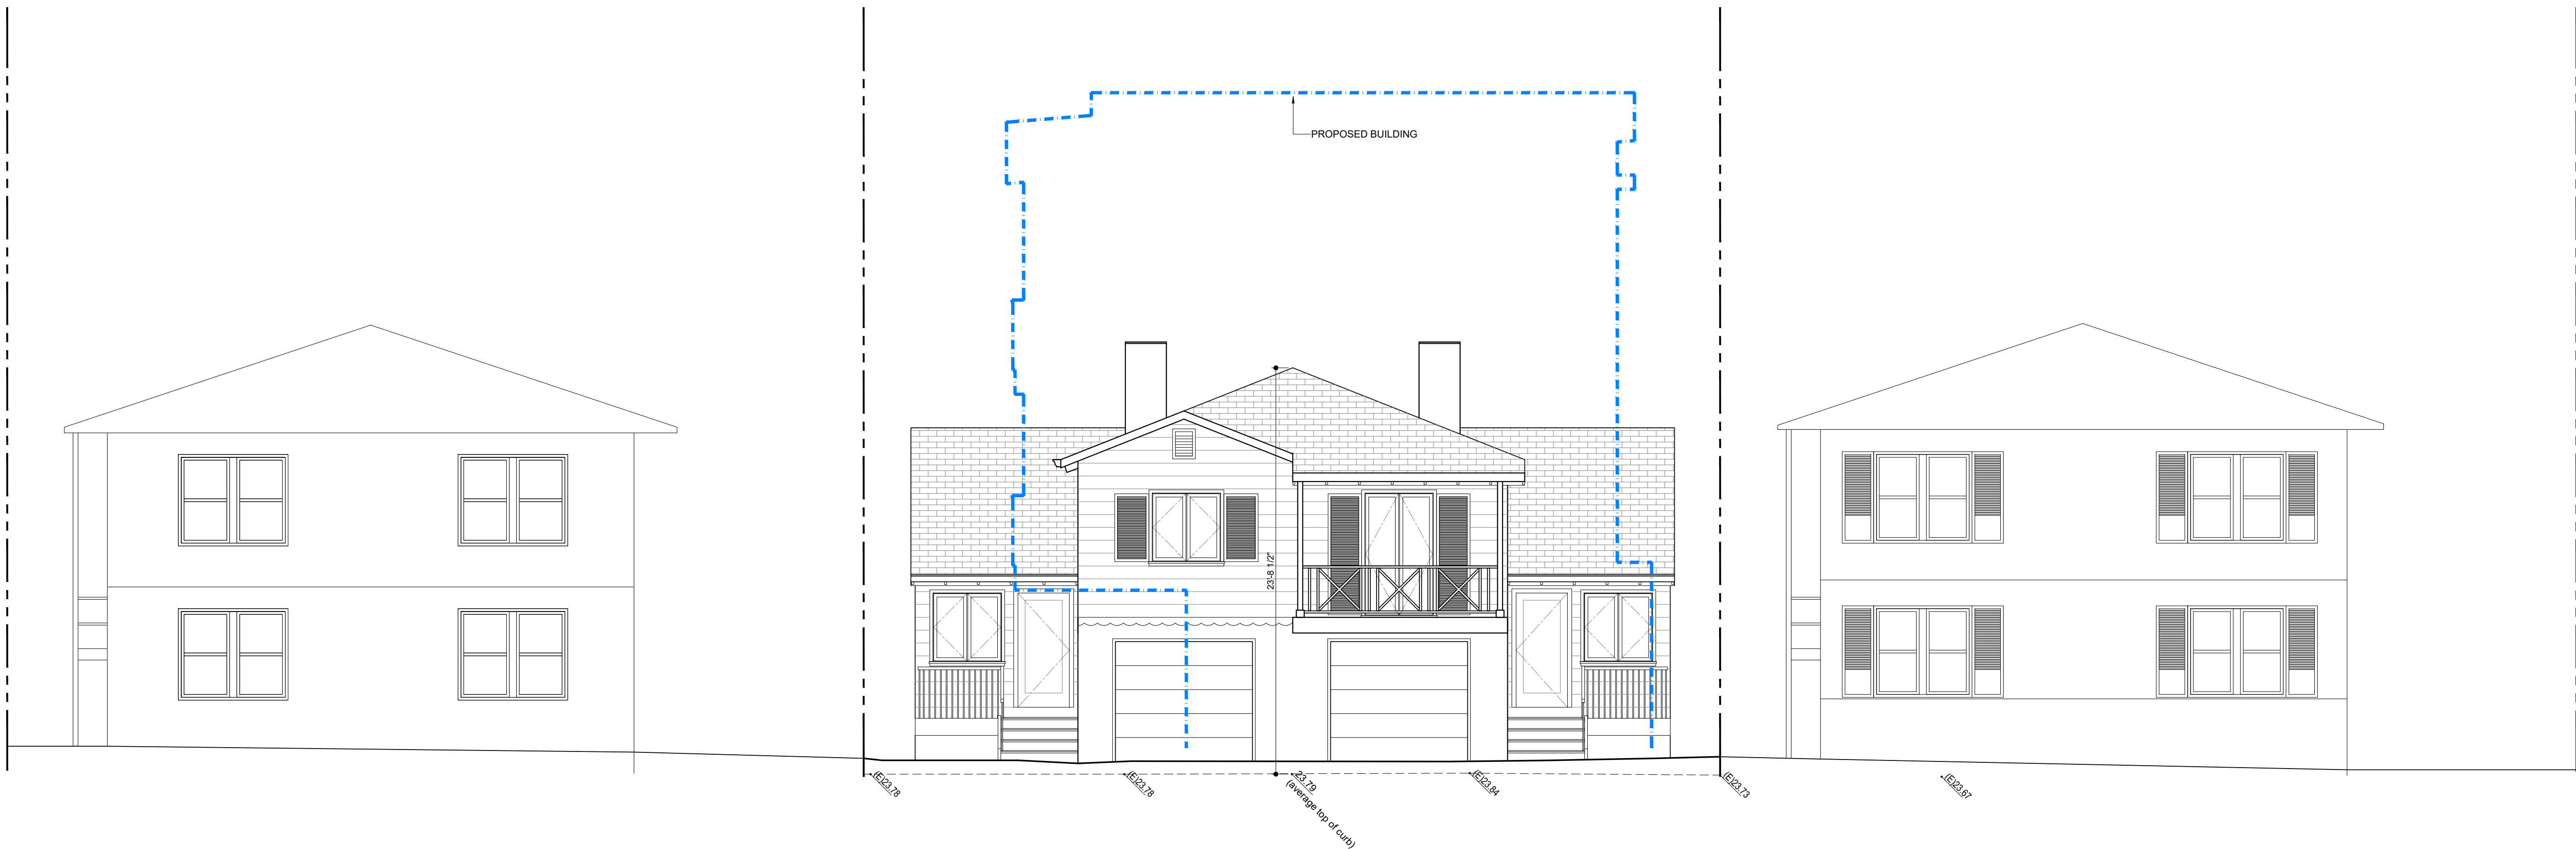 PROPOSED BUILDING
23'-8 1/2"
(E)23.78
(E)23.78
23.79
(average top of curb)
(E)23.84
(E)23.73
(E)23.67